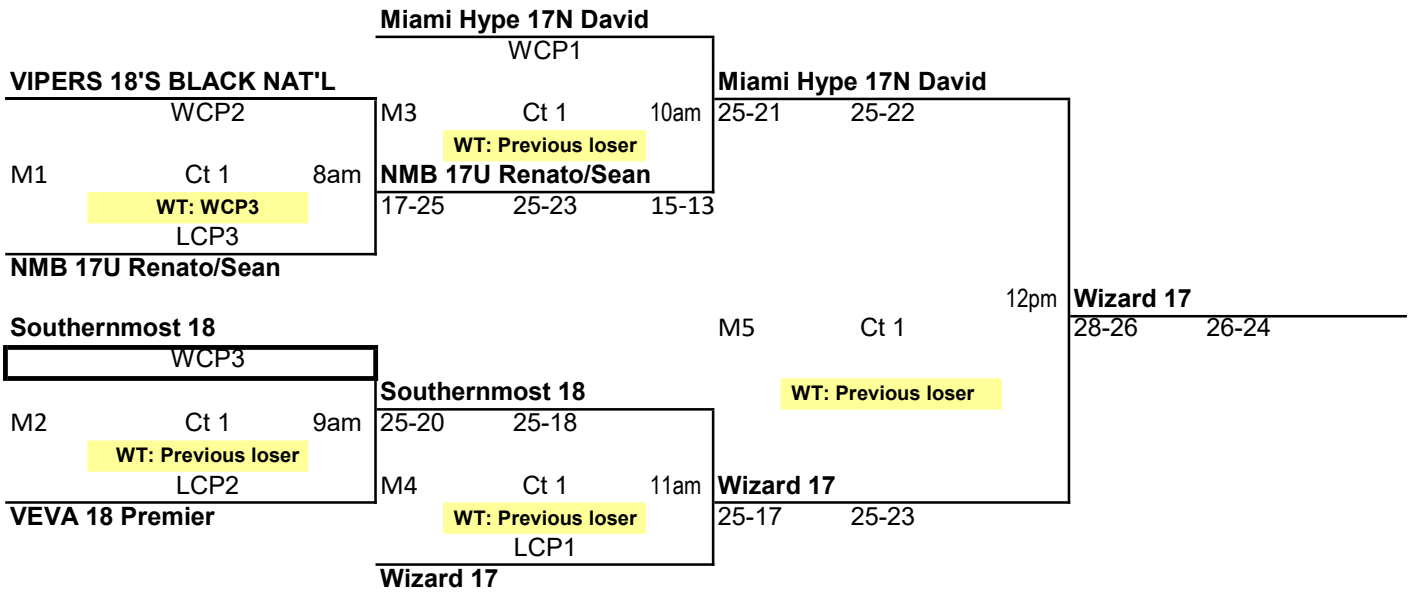 Miami Hype 17N David
WCP1
VIPERS 18'S BLACK NAT'L Miami Hype 17N David
WCP2 M3 Ct 1 10am 25-21 25-22
WT: Previous loser
M1 Ct 1 8am NMB 17U Renato/Sean
WT: WCP3 17-25 25-23 15-13
LCP3
NMB 17U Renato/Sean
12pm Wizard 17
Southernmost 18 M5 Ct 1 28-26 26-24
WCP3
Southernmost 18 WT: Previous loser
M2 Ct 1 9am 25-20 25-18
WT: Previous loser
LCP2 M4 Ct 1 11am Wizard 17
VEVA 18 Premier WT: Previous loser 25-17 25-23
LCP1
Wizard 17